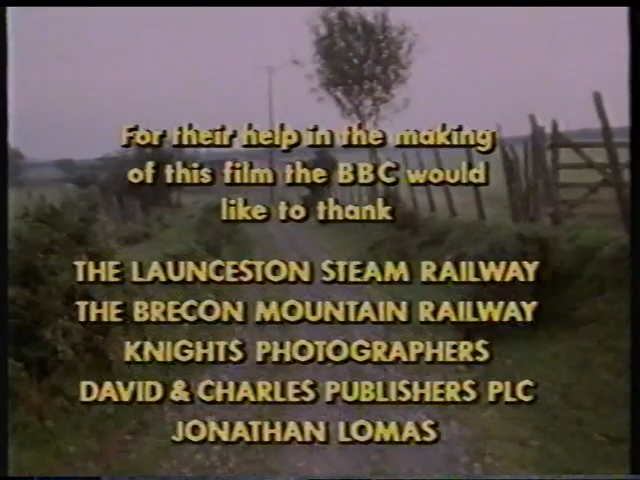 For their help in the making
of this film the BBC would
like to thank
THE LAUNCESTON STEAM RAILWAY
THE BRECON MOUNTAIN RAILWAY
KNIGHTS PHOTOGRAPHERS
DAVID & CHARLES PUBLISHERS PLC
JONATHAN LOMAS